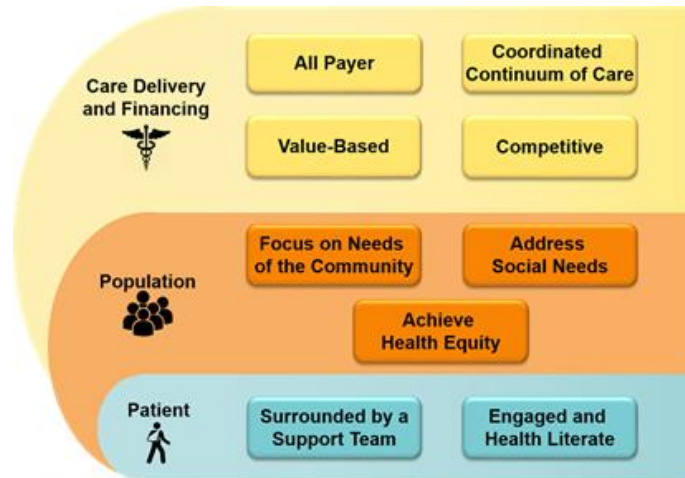 Care Delivery
and Financing
All Payer
Coordinated
Continuum of Care
Value-Based
Competitive
Population
Focus on Needs
of the Community
Address
Social Needs
Achieve
Health Equity
Patient
Surrounded by a
Support Team
Engaged and
Health Literate